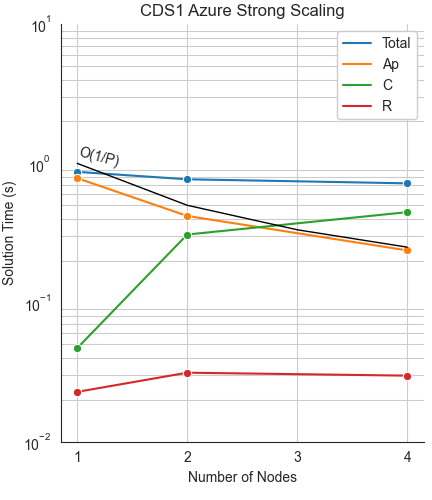 CDS1 Azure Strong Scaling
10¹
Total
Ap
C
R
O(1/P)
10⁰
Solution Time (s)
10⁻¹
10⁻²
1
2
3
4
Number of Nodes